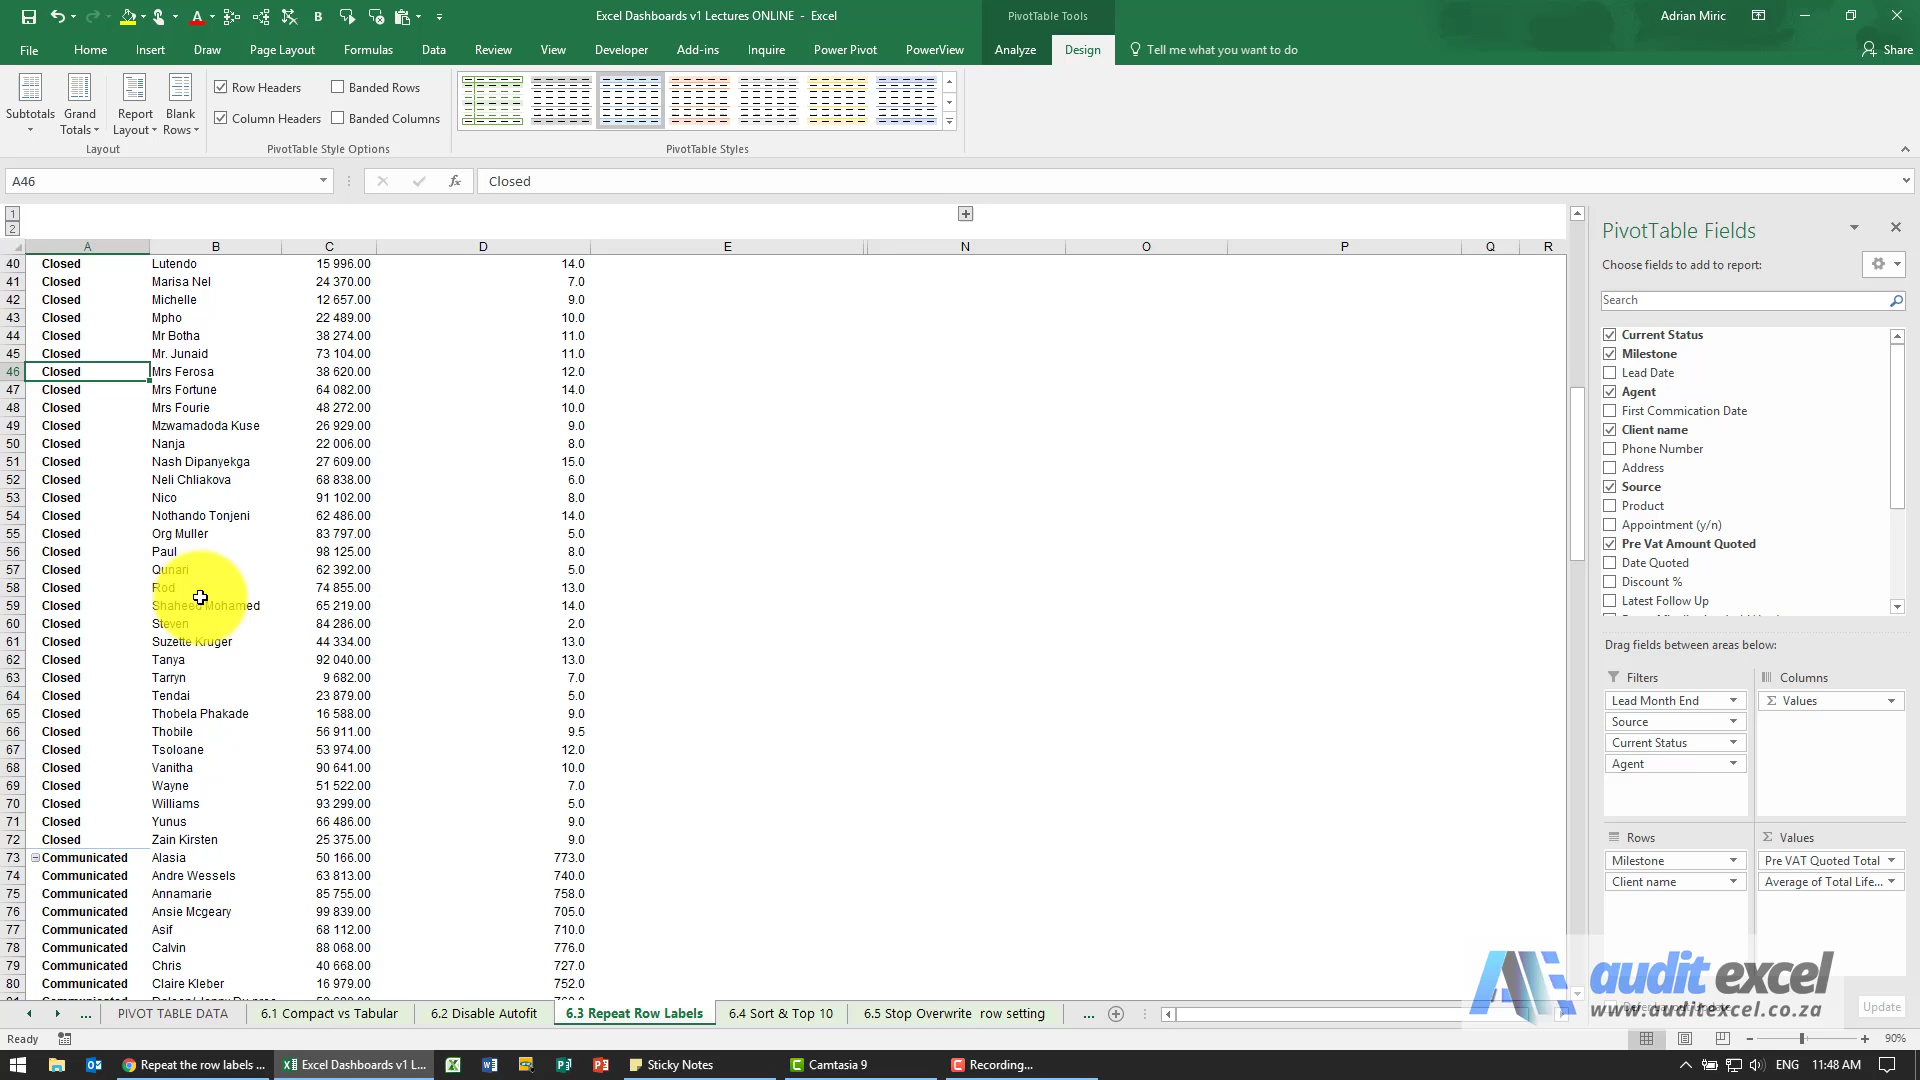 Excel Dashboards v1 Lectures ONLINE - Excel
PivotTable Tools
Adrian Miric
File Home Insert Draw Page Layout Formulas Data Review View Developer Add-ins Inquire Power Pivot PowerView Analyze Design Tell me what you want to do Share
Subtotals Grand Totals Report Layout Blank Rows
Layout
Row Headers Banded Rows
Column Headers Banded Columns
PivotTable Style Options
PivotTable Styles
A46 fx Closed
1
2
A B C D E N O P Q R
40 Closed Lutendo 15 996.00 14.0
41 Closed Marisa Nel 24 370.00 7.0
42 Closed Michelle 12 657.00 9.0
43 Closed Mpho 22 489.00 10.0
44 Closed Mr Botha 38 274.00 11.0
45 Closed Mr. Junaid 73 104.00 11.0
46 Closed Mrs Ferosa 38 620.00 12.0
47 Closed Mrs Fortune 64 082.00 14.0
48 Closed Mrs Fourie 48 272.00 10.0
49 Closed Mzwamadoda Kuse 26 929.00 9.0
50 Closed Nanja 22 006.00 8.0
51 Closed Nash Dipanyekga 27 609.00 15.0
52 Closed Neli Chliakova 68 838.00 6.0
53 Closed Nico 91 102.00 8.0
54 Closed Nothando Tonjeni 62 486.00 14.0
55 Closed Org Muller 83 797.00 5.0
56 Closed Paul 98 125.00 8.0
57 Closed Qunari 62 392.00 5.0
58 Closed Rod 74 855.00 13.0
59 Closed Shaheed Mohamed 65 219.00 14.0
60 Closed Steven 84 286.00 2.0
61 Closed Suzette Kruger 44 334.00 13.0
62 Closed Tanya 92 040.00 13.0
63 Closed Tarryn 9 682.00 7.0
64 Closed Tendai 23 879.00 5.0
65 Closed Thobela Phakade 16 588.00 9.0
66 Closed Thobile 56 911.00 9.5
67 Closed Tsoloane 53 974.00 12.0
68 Closed Vanitha 90 641.00 10.0
69 Closed Wayne 51 522.00 7.0
70 Closed Williams 93 299.00 5.0
71 Closed Yunus 66 486.00 9.0
72 Closed Zain Kirsten 25 375.00 9.0
73 Communicated Alasia 50 166.00 773.0
74 Communicated Andre Wessels 63 813.00 740.0
75 Communicated Annamarie 85 755.00 758.0
76 Communicated Ansie Mcgeary 99 839.00 705.0
77 Communicated Asif 68 112.00 710.0
78 Communicated Calvin 88 068.00 776.0
79 Communicated Chris 40 668.00 727.0
80 Communicated Claire Kleber 16 979.00 752.0
PivotTable Fields
Choose fields to add to report:
Search
Current Status
Milestone
Lead Date
Agent
First Commication Date
Client name
Phone Number
Address
Source
Product
Appointment (y/n)
Pre Vat Amount Quoted
Date Quoted
Discount %
Latest Follow Up
Drag fields between areas below:
Filters
Lead Month End
Source
Current Status
Agent
Columns
Σ Values
Rows
Milestone
Client name
Σ Values
Pre VAT Quoted Total
Average of Total Life...
Update
audit excel
www.auditexcel.co.za
... PIVOT TABLE DATA 6.1 Compact vs Tabular 6.2 Disable Autofit 6.3 Repeat Row Labels 6.4 Sort & Top 10 6.5 Stop Overwrite row setting ...
Ready 90%
Repeat the row labels ... Excel Dashboards v1 L... Sticky Notes Camtasia 9 Recording... ENG 11:48 AM